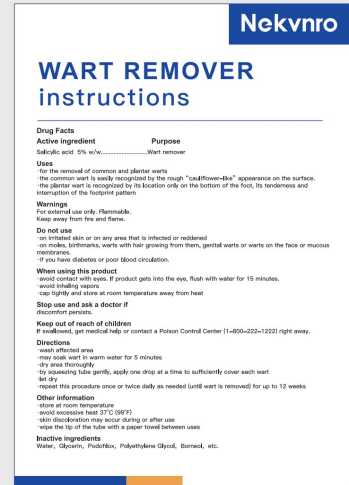 Nekvnro
WART REMOVER
instructions
Drug Facts
Active ingredient Purpose
Salicylic acid 5% w/w..........................Wart remover
Uses
-for the removal of common and plantar warts
-the common wart is easily recognized by the rough "cauliflower-like" appearance on the surface.
-the plantar wart is recognized by its location only on the bottom of the foot, its tenderness and
interruption of the footprint pattern
Warnings
For external use only. Flammable.
Keep away from fire and flame.
Do not use
-on irritated skin or on any area that is infected or reddened
-on moles, birthmarks, warts with hair growing from them, genital warts or warts on the face or mucous
membranes.
-if you have diabetes or poor blood circulation.
When using this product
-avoid contact with eyes. If product gets into the eye, flush with water for 15 minutes.
-avoid inhaling vapors
-cap tightly and store at room temperature away from heat
Stop use and ask a doctor if
discomfort persists.
Keep out of reach of children
If swallowed, get medical help or contact a Poison Control Center (1-800-222-1222) right away.
Directions
-wash affected area
-may soak wart in warm water for 5 minutes
-dry area thoroughly
-by squeezing tube gently, apply one drop at a time to sufficiently cover each wart
-let dry
-repeat this procedure once or twice daily as needed (until wart is removed) for up to 12 weeks
Other information
-store at room temperature
-avoid excessive heat 37°C (99°F)
-skin discoloration may occur during or after use
-wipe the tip of the tube with a paper towel between uses
Inactive ingredients
Water, Glycerin, Podofilox, Polyethylene Glycol, Borneol, etc.